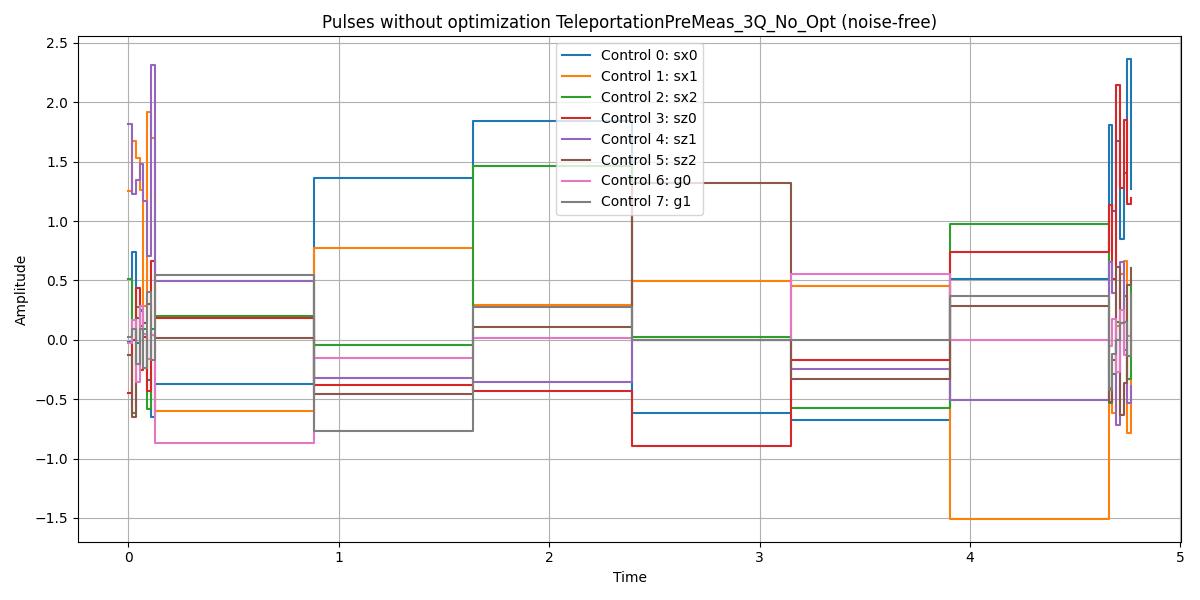 Pulses without optimization TeleportationPreMeas_3Q_No_Opt (noise-free)
2.5
2.0
1.5
1.0
0.5
0.0
−0.5
−1.0
−1.5
Amplitude
Control 0: sx0
Control 1: sx1
Control 2: sx2
Control 3: sz0
Control 4: sz1
Control 5: sz2
Control 6: g0
Control 7: g1
0 1 2 3 4 5
Time